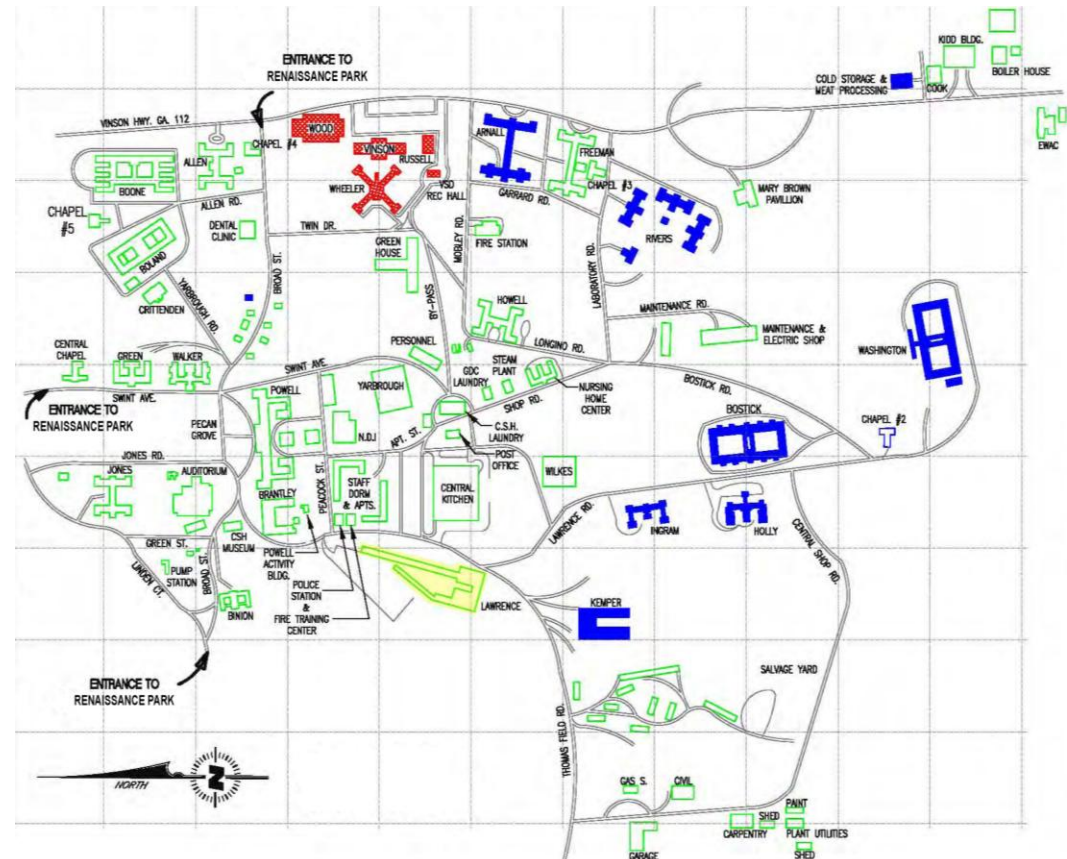 ENTRANCE TO
RENAISSANCE PARK
KIDD BLDG.
COLD STORAGE &
MEAT PROCESSING
COOK
BOILER HOUSE
VINSON HWY. GA. 112
WOOD
ARNALL
EWAC
CHAPEL #4
VINSON
RUSSELL
FREEMAN
ALLEN
BOONE
WHEELER
VSD
REC HALL
GARRARD RD.
CHAPEL #3
MARY BROWN
PAVILLION
ALLEN RD.
CHAPEL
#5
DENTAL
CLINIC
TWIN DR.
MOBLEY RD.
FIRE STATION
RIVERS
BOLAND
GREEN
HOUSE
LABORATORY RD.
BROAD ST.
CRITTENDEN
YARBROUGH RD.
BY-PASS
HOWELL
MAINTENANCE RD.
MAINTENANCE &
ELECTRIC SHOP
WASHINGTON
CENTRAL
CHAPEL
GREEN
WALKER
PERSONNEL
LONGINO RD.
SWINT AVE.
STEAM
PLANT
GDC
LAUNDRY
BOSTICK RD.
POWELL
YARBROUGH
NURSING
HOME
CENTER
SWINT AVE.
SHOP RD.
ENTRANCE TO
RENAISSANCE PARK
PECAN
GROVE
N.D.I
APT. ST.
C.S.H.
LAUNDRY
BOSTICK
CHAPEL #2
POST
OFFICE
JONES RD.
JONES
AUDITORIUM
BRANTLEY
PEACOCK ST.
STAFF
DORM
& APTS.
CENTRAL
KITCHEN
WILKES
LAWRENCE RD.
INGRAM
HOLLY
CENTRAL SHOP RD.
GREEN ST.
CSH
MUSEUM
POWELL
ACTIVITY
BLDG.
PUMP
STATION
LINDEN CT.
BROAD ST.
BINION
POLICE
STATION
&
FIRE TRAINING
CENTER
LAWRENCE
KEMPER
ENTRANCE TO
RENAISSANCE PARK
SALVAGE YARD
THOMAS FIELD RD.
NORTH
N
GAS S.
CIVIL
PAINT
SHED
CARPENTRY
PLANT UTILITIES
GARAGE
SHED